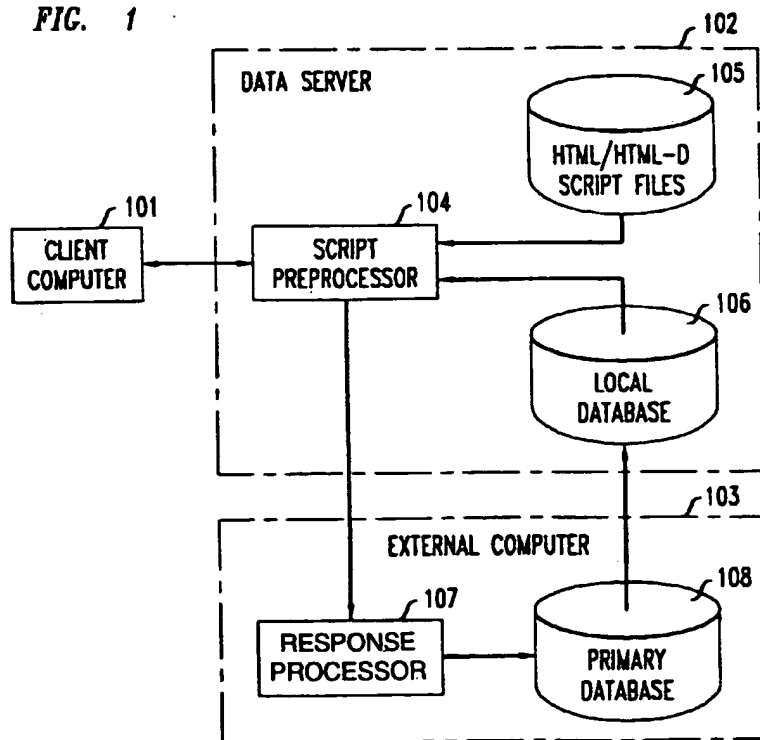 FIG. 1
102
DATA SERVER
105
HTML/HTML-D
SCRIPT FILES
101
CLIENT
COMPUTER
104
SCRIPT
PREPROCESSOR
106
LOCAL
DATABASE
103
EXTERNAL COMPUTER
107
RESPONSE
PROCESSOR
108
PRIMARY
DATABASE